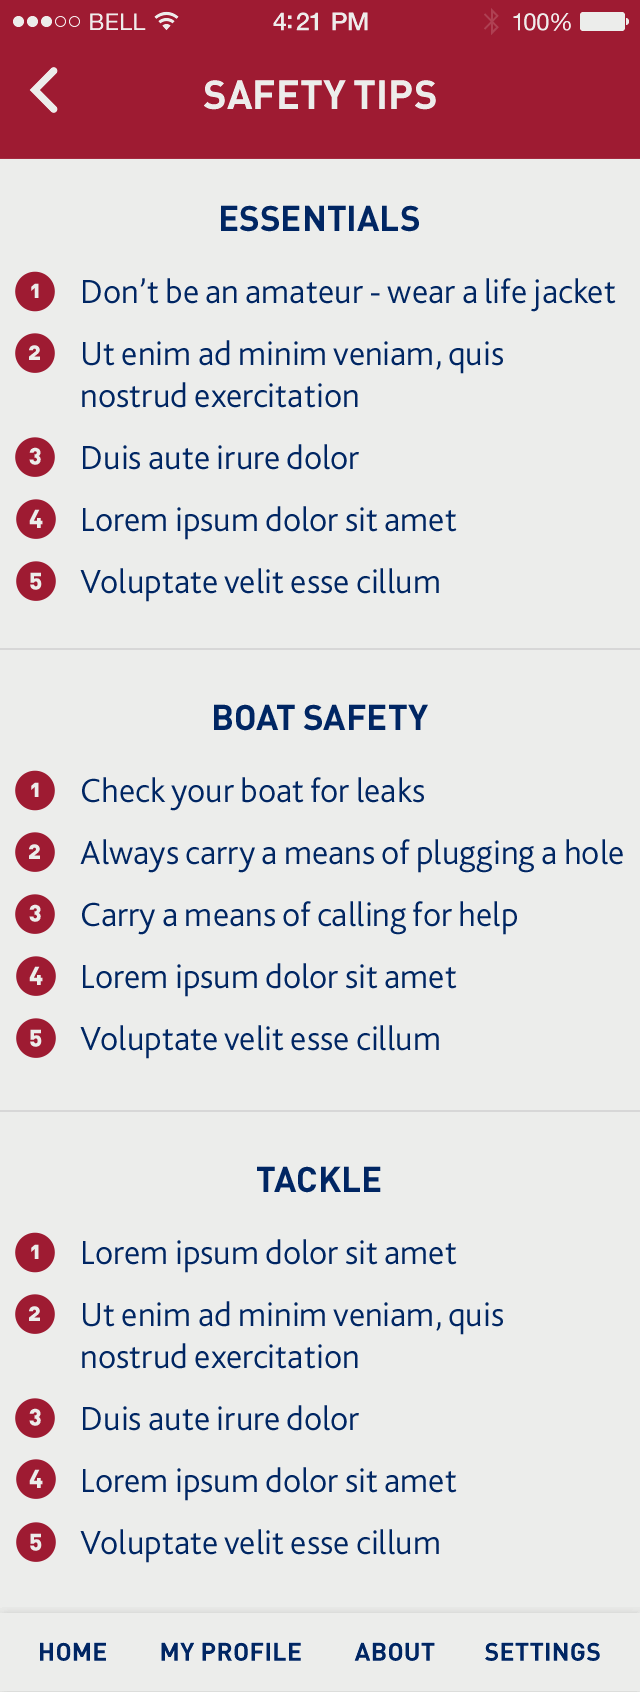 BELL 4:21 PM 100%
SAFETY TIPS
ESSENTIALS
1 Don't be an amateur - wear a life jacket
2 Ut enim ad minim veniam, quis
nostrud exercitation
3 Duis aute irure dolor
4 Lorem ipsum dolor sit amet
5 Voluptate velit esse cillum
BOAT SAFETY
1 Check your boat for leaks
2 Always carry a means of plugging a hole
3 Carry a means of calling for help
4 Lorem ipsum dolor sit amet
5 Voluptate velit esse cillum
TACKLE
1 Lorem ipsum dolor sit amet
2 Ut enim ad minim veniam, quis
nostrud exercitation
3 Duis aute irure dolor
4 Lorem ipsum dolor sit amet
5 Voluptate velit esse cillum
HOME MY PROFILE ABOUT SETTINGS